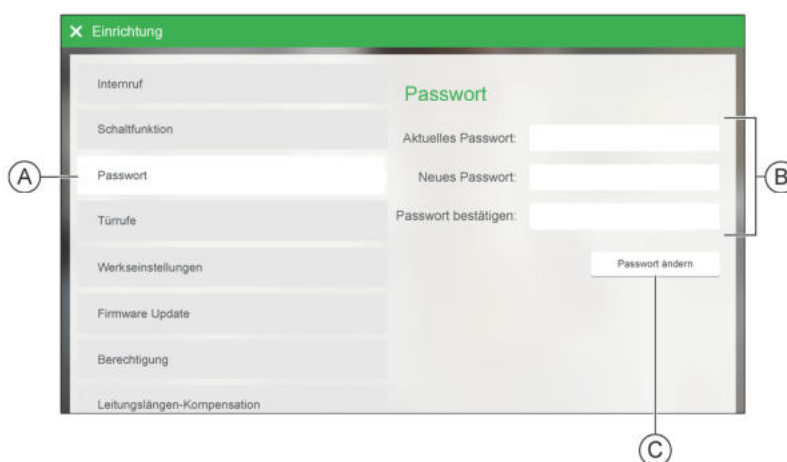 Einrichtung
Internruf
Schaltfunktion
Passwort
Türrufe
Werkseinstellungen
Firmware Update
Berechtigung
Leitungslängen-Kompensation
Passwort
Aktuelles Passwort:
Neues Passwort:
Passwort bestätigen:
Passwort ändern
A
B
C